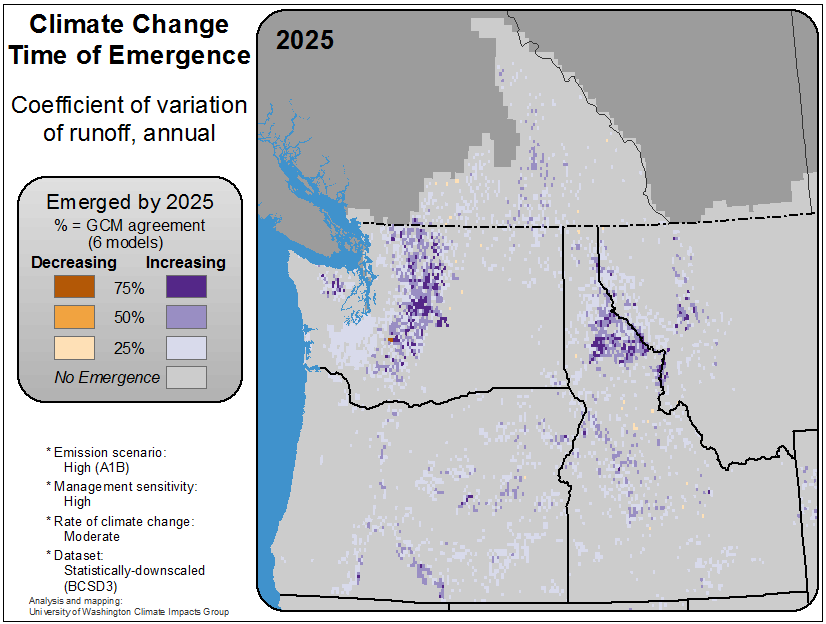 Climate Change
Time of Emergence
Coefficient of variation
of runoff, annual
Emerged by 2025
% = GCM agreement
(6 models)
Decreasing Increasing
75%
50%
25%
No Emergence
* Emission scenario:
High (A1B)
* Management sensitivity:
High
* Rate of climate change:
Moderate
* Dataset:
Statistically-downscaled
(BCSD3)
Analysis and mapping:
University of Washington Climate Impacts Group
2025